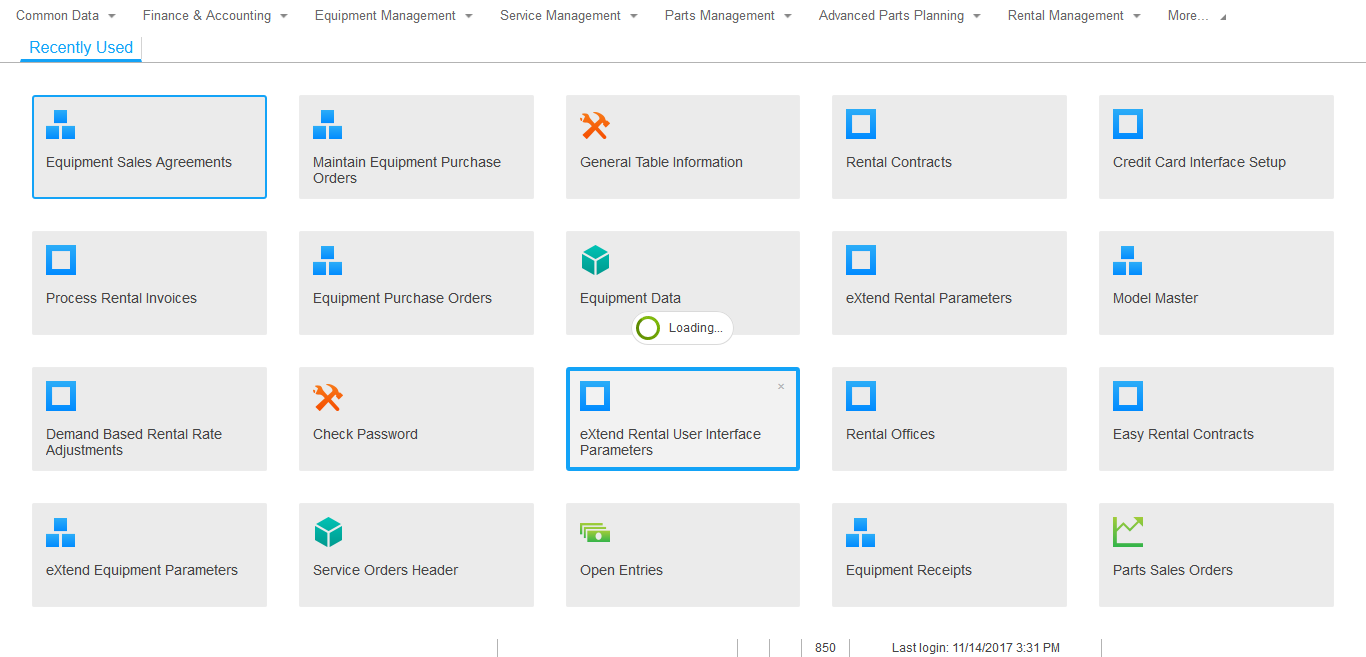 Common Data Finance & Accounting Equipment Management Service Management Parts Management Advanced Parts Planning Rental Management More...
Recently Used
Equipment Sales Agreements
Maintain Equipment Purchase
Orders
General Table Information
Rental Contracts
Credit Card Interface Setup
Process Rental Invoices
Equipment Purchase Orders
Equipment Data
eXtend Rental Parameters
Model Master
Loading...
Demand Based Rental Rate
Adjustments
Check Password
×
eXtend Rental User Interface
Parameters
Rental Offices
Easy Rental Contracts
eXtend Equipment Parameters
Service Orders Header
Open Entries
Equipment Receipts
Parts Sales Orders
850 Last login: 11/14/2017 3:31 PM